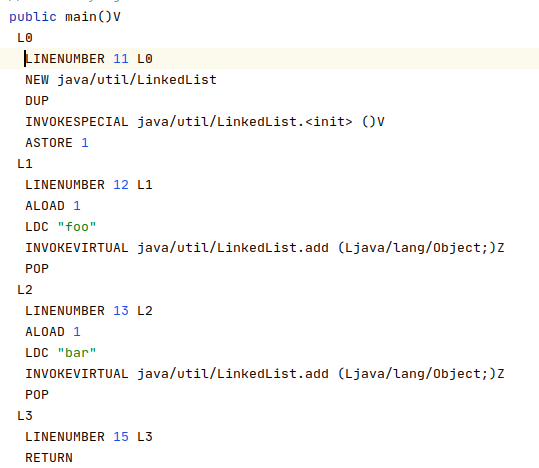 public main()V
L0
LINENUMBER 11 L0
NEW java/util/LinkedList
DUP
INVOKESPECIAL java/util/LinkedList.<init> ()V
ASTORE 1
L1
LINENUMBER 12 L1
ALOAD 1
LDC "foo"
INVOKEVIRTUAL java/util/LinkedList.add (Ljava/lang/Object;)Z
POP
L2
LINENUMBER 13 L2
ALOAD 1
LDC "bar"
INVOKEVIRTUAL java/util/LinkedList.add (Ljava/lang/Object;)Z
POP
L3
LINENUMBER 15 L3
RETURN